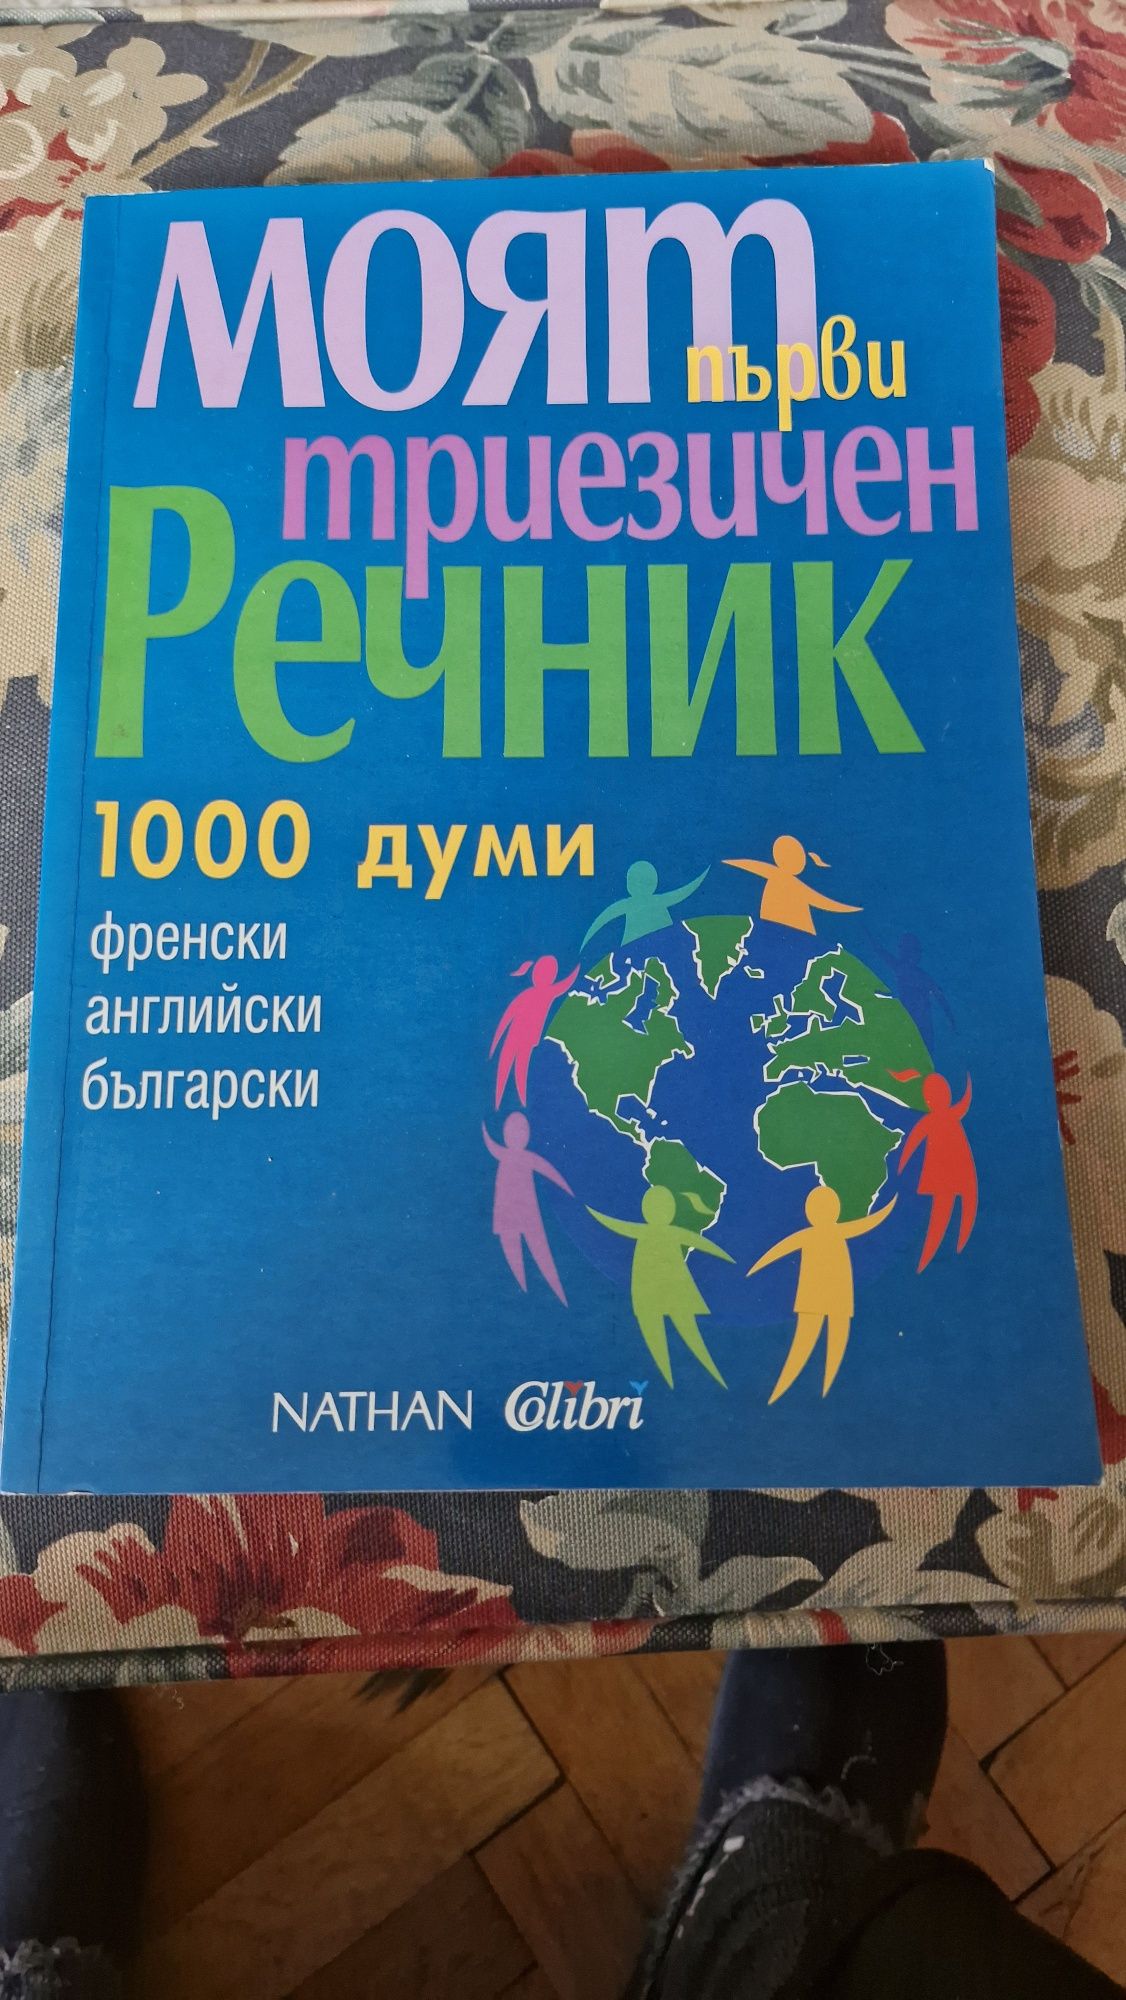 Моят
първи
триезичен
Речник
1000 думи
френски
английски
български
NATHAN Colibri